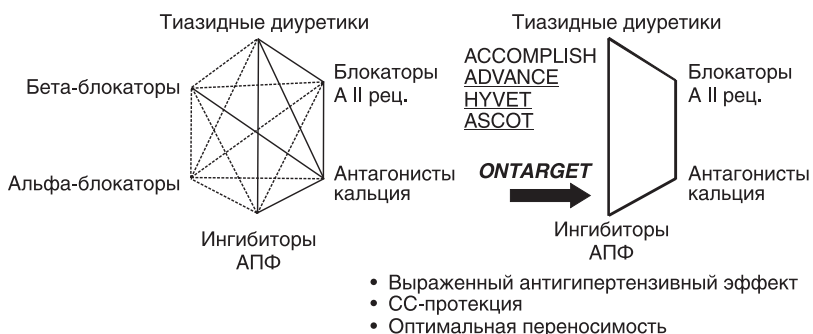 Тиазидные диуретики
Бета-блокаторы
Блокаторы
А II рец.
Альфа-блокаторы
Антагонисты
кальция
Ингибиторы
АПФ
ACCOMPLISH
ADVANCE
HYVET
ASCOT
ONTARGET
Тиазидные диуретики
Блокаторы
А II рец.
Антагонисты
кальция
Ингибиторы
АПФ
• Выраженный антигипертензивный эффект
• СС-протекция
• Оптимальная переносимость